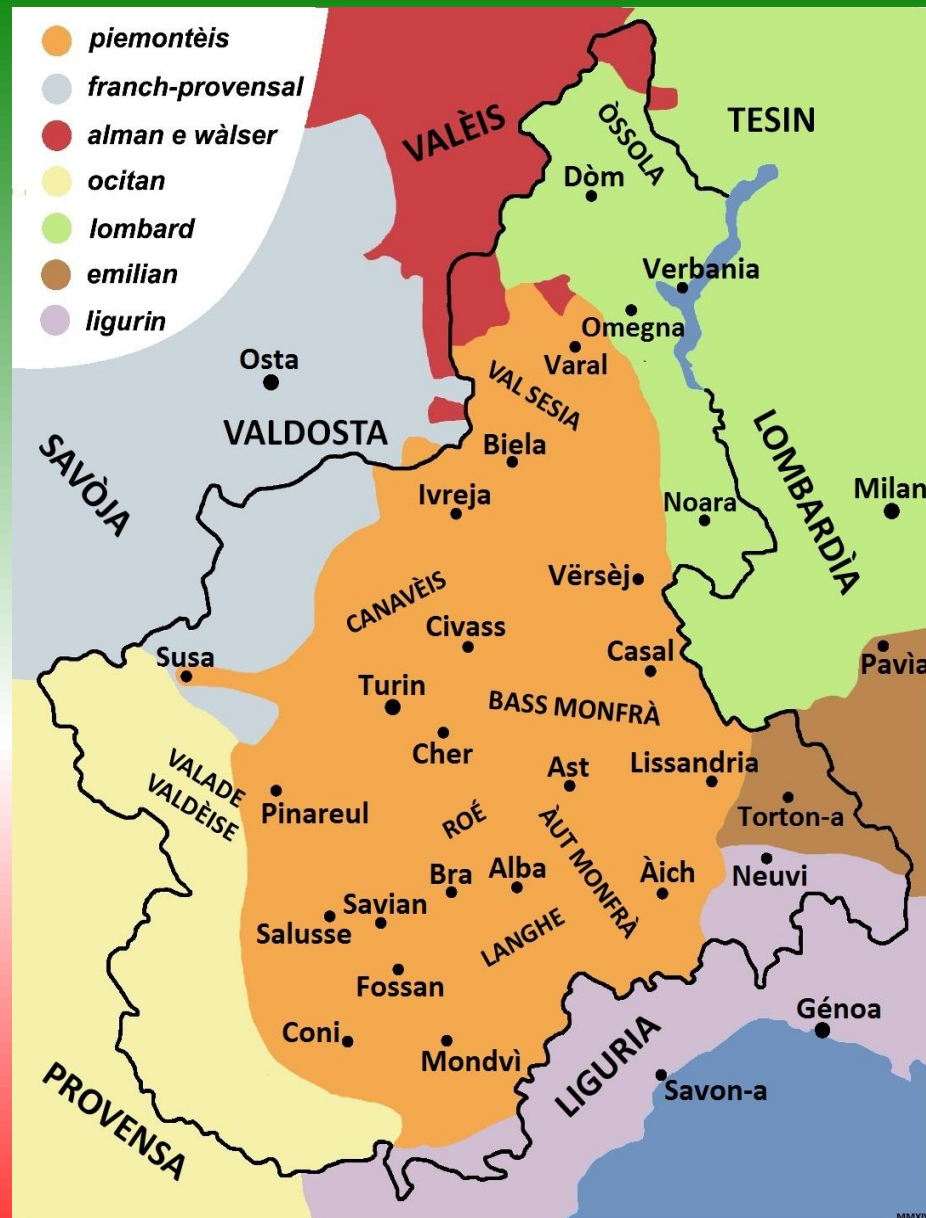 piemontèis
franch-provensal
alman e wàlser
ocitan
lombard
emilian
ligurin
VALÈIS
ÒSSOLA
TESIN
Dòm
Verbania
Omegna
Varal
Osta
VAL SESIA
VALDOSTA
SAVÒJA
Biela
LOMBARDÌA
Ivreja
Noara
Milan
Vërsèj
CANAVÈIS
Civass
Casal
Pavìa
Susa
Turin
BASS MONFRÀ
Cher
Ast
Lissandria
VALADE
VALDÈISE
Pinareul
ROÉ
ÀUT MONFRÀ
Torton-a
Neuvi
Bra
Alba
Àich
Savian
Salusse
LANGHE
Fossan
Coni
Mondvì
LIGURIA
Génoa
Savon-a
PROVENSA
MMXIV